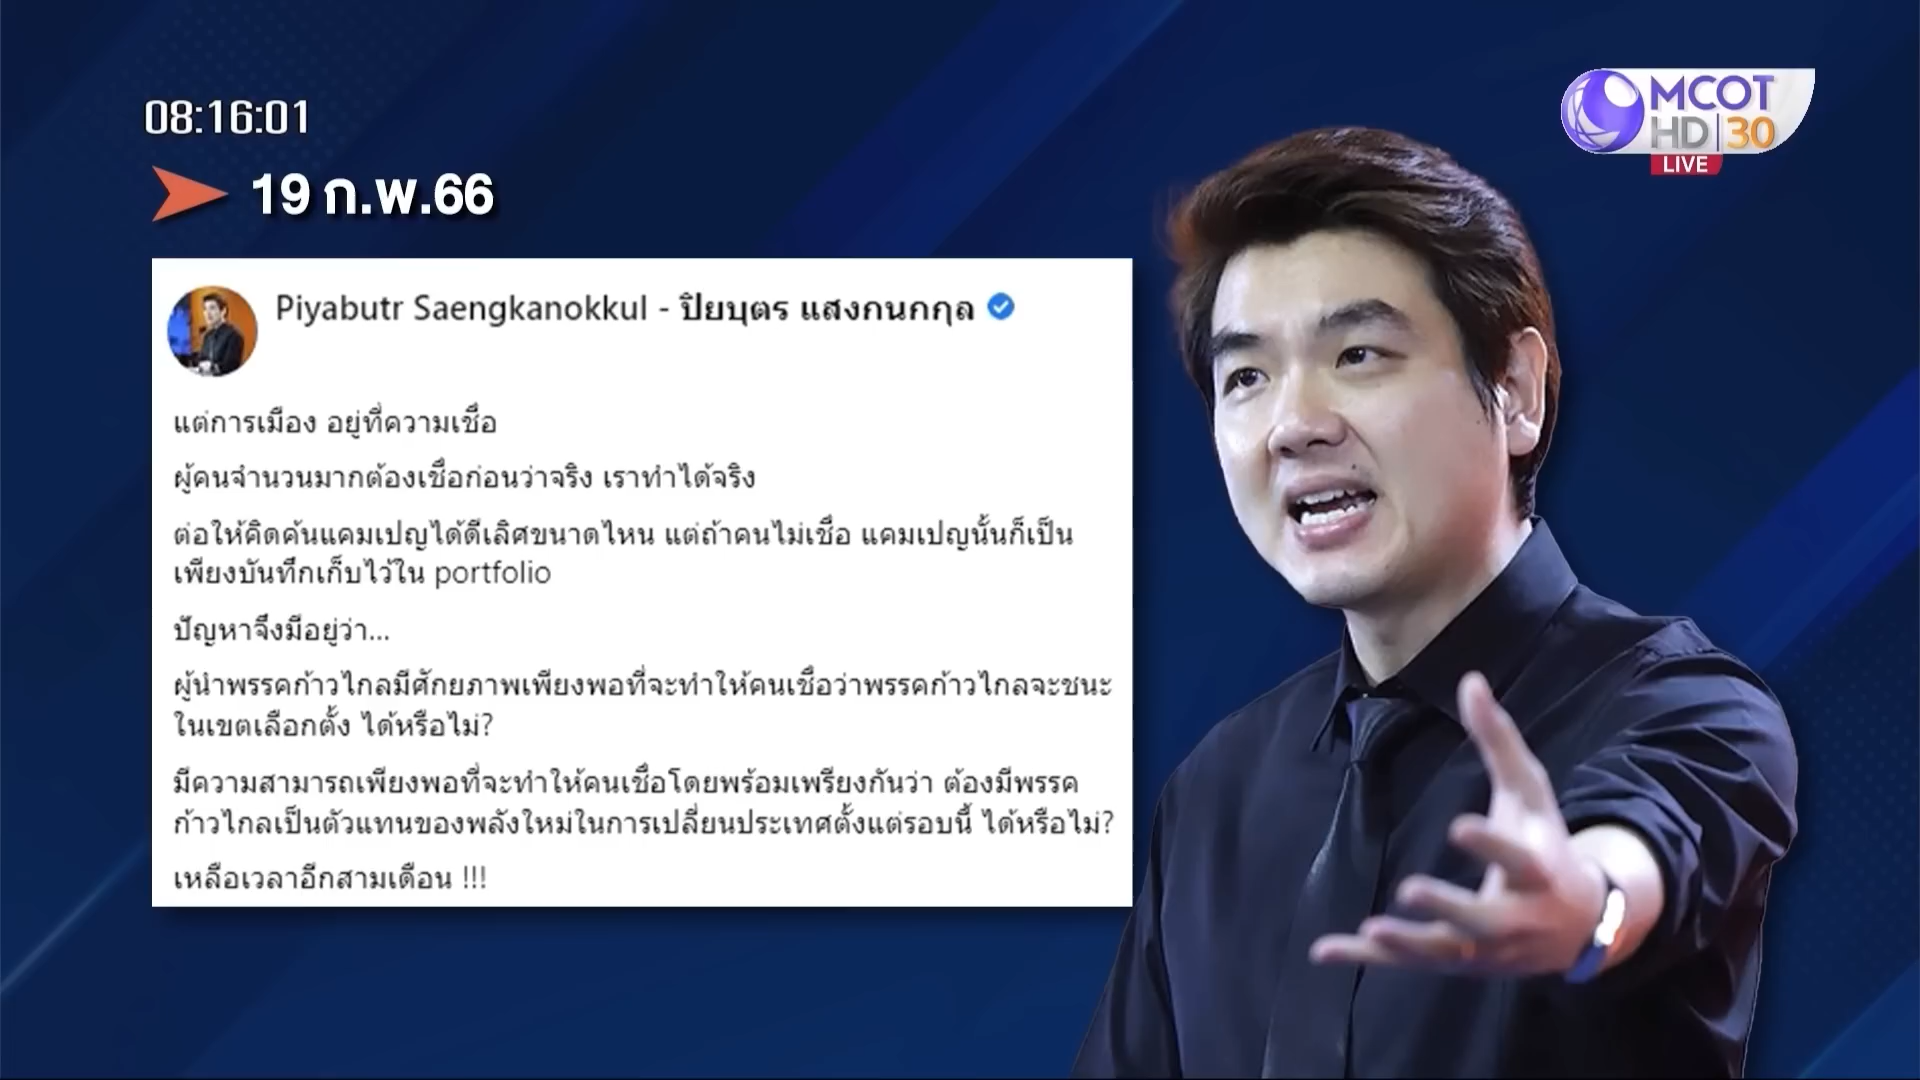 08:16:01
19 ก.พ.66
MCOT
HD|30
LIVE
Piyabutr Saengkanokkul - ปิยบุตร แสงกนกกุล
แต่การเมือง อยู่ที่ความเชื่อ
ผู้คนจำนวนมากต้องเชื่อก่อนว่าจริง เราทำได้จริง
ต่อให้คิดค้นแคมเปญได้ดีเลิศขนาดไหน แต่ถ้าคนไม่เชื่อ แคมเปญนั้นก็เป็น
เพียงบันทึกเก็บไว้ใน portfolio
ปัญหาจึงมีอยู่ว่า...
ผู้นำพรรคก้าวไกลมีศักยภาพเพียงพอที่จะทำให้คนเชื่อว่าพรรคก้าวไกลจะชนะ
ในเขตเลือกตั้ง ได้หรือไม่?
มีความสามารถเพียงพอที่จะทำให้คนเชื่อโดยพร้อมเพรียงกันว่า ต้องมีพรรค
ก้าวไกลเป็นตัวแทนของพลังใหม่ในการเปลี่ยนประเทศตั้งแต่รอบนี้ ได้หรือไม่?
เหลือเวลาอีกสามเดือน !!!